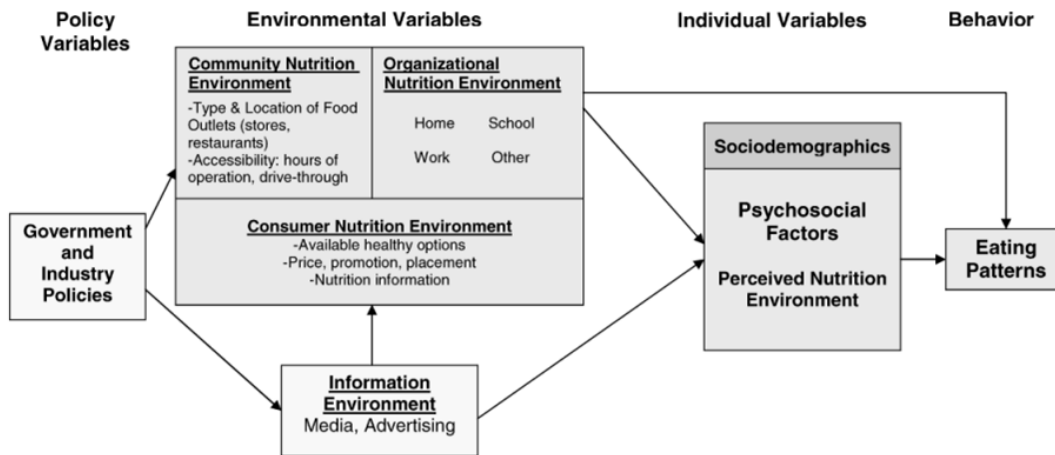 Policy
Variables
Environmental Variables
Individual Variables
Behavior
Community Nutrition
Environment
-Type & Location of Food
Outlets (stores,
restaurants)
-Accessibility: hours of
operation, drive-through
Organizational
Nutrition Environment
Home School
Work Other
Consumer Nutrition Environment
-Available healthy options
-Price, promotion, placement
-Nutrition information
Government
and
Industry
Policies
Information
Environment
Media, Advertising
Sociodemographics
Psychosocial
Factors
Perceived Nutrition
Environment
Eating
Patterns